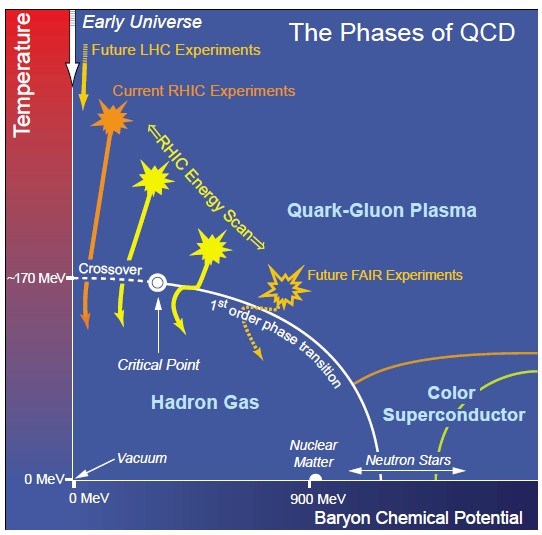 Early Universe
The Phases of QCD
Future LHC Experiments
Temperature
Current RHIC Experiments
⇐RHIC Energy Scan⇒
Quark-Gluon Plasma
Crossover
~170 MeV
Future FAIR Experiments
1st order phase transition
Critical Point
Hadron Gas
Color
Superconductor
Nuclear
Matter
Neutron Stars
Vacuum
0 MeV
0 MeV
900 MeV
Baryon Chemical Potential